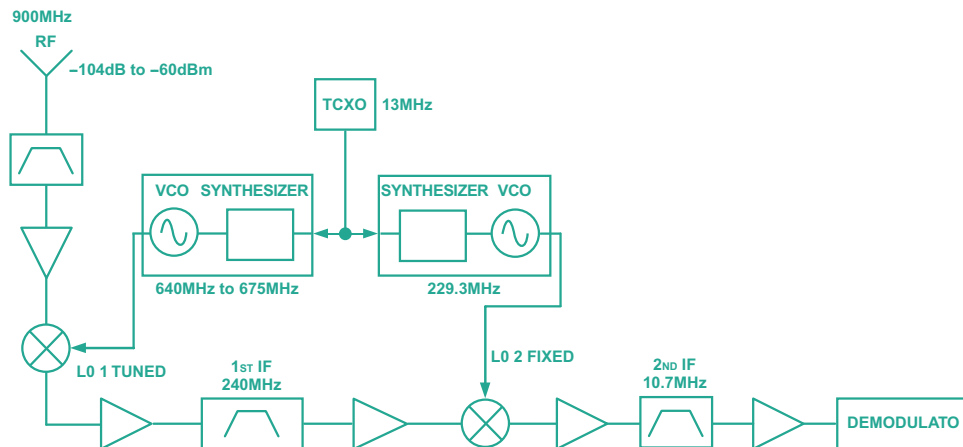 900MHz
RF
–104dB to –60dBm
TCXO
13MHz
VCO SYNTHESIZER
SYNTHESIZER VCO
640MHz to 675MHz
229.3MHz
L0 1 TUNED
L0 2 FIXED
1ST IF
240MHz
2ND IF
10.7MHz
DEMODULATO